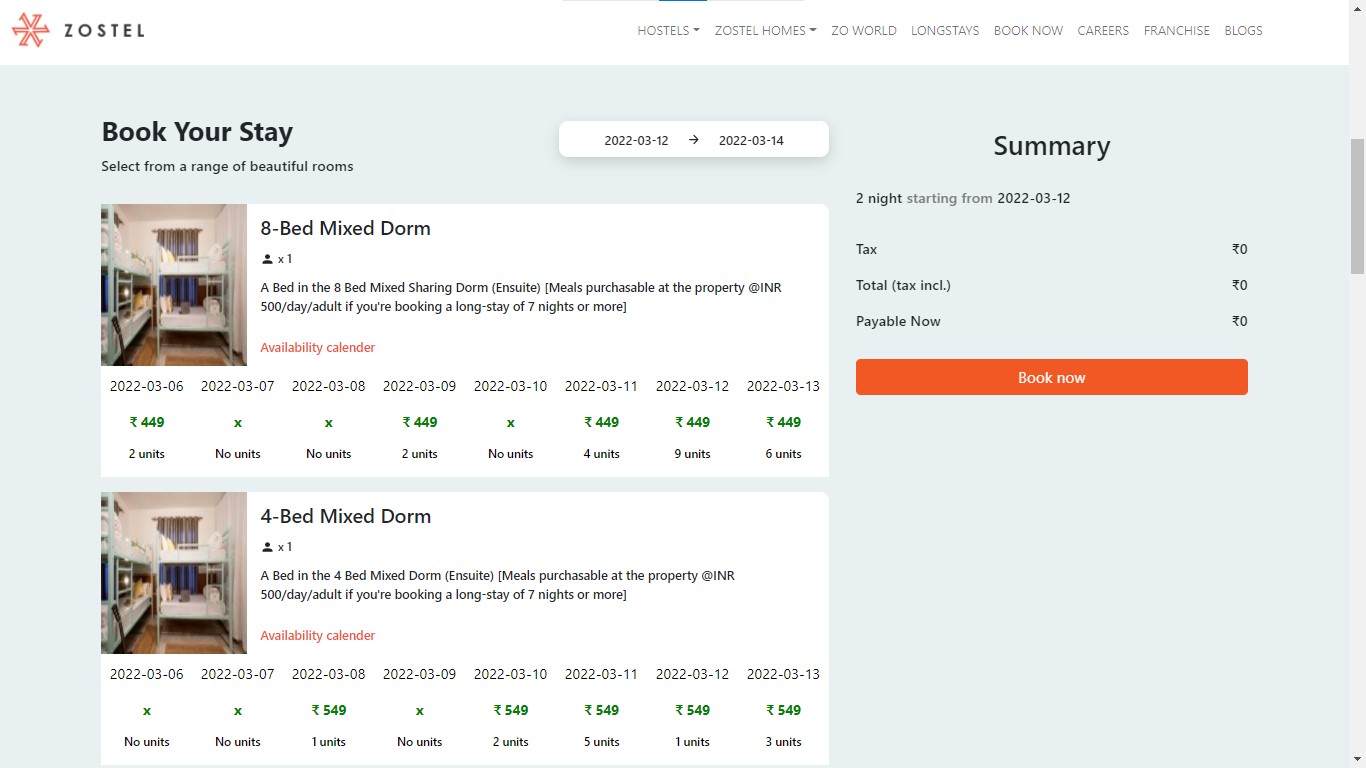 ZOSTEL
HOSTELS ZOSTEL HOMES ZO WORLD LONGSTAYS BOOK NOW CAREERS FRANCHISE BLOGS
Book Your Stay
Select from a range of beautiful rooms
2022-03-12 → 2022-03-14
8-Bed Mixed Dorm
x 1
A Bed in the 8 Bed Mixed Sharing Dorm (Ensuite) [Meals purchasable at the property @INR
500/day/adult if you're booking a long-stay of 7 nights or more]
Availability calender
2022-03-06 2022-03-07 2022-03-08 2022-03-09 2022-03-10 2022-03-11 2022-03-12 2022-03-13
₹ 449 x x ₹ 449 x ₹ 449 ₹ 449 ₹ 449
2 units No units No units 2 units No units 4 units 9 units 6 units
4-Bed Mixed Dorm
x 1
A Bed in the 4 Bed Mixed Dorm (Ensuite) [Meals purchasable at the property @INR
500/day/adult if you're booking a long-stay of 7 nights or more]
Availability calender
2022-03-06 2022-03-07 2022-03-08 2022-03-09 2022-03-10 2022-03-11 2022-03-12 2022-03-13
x x ₹ 549 x ₹ 549 ₹ 549 ₹ 549 ₹ 549
No units No units 1 units No units 2 units 5 units 1 units 3 units
Summary
2 night starting from 2022-03-12
Tax ₹0
Total (tax incl.) ₹0
Payable Now ₹0
Book now